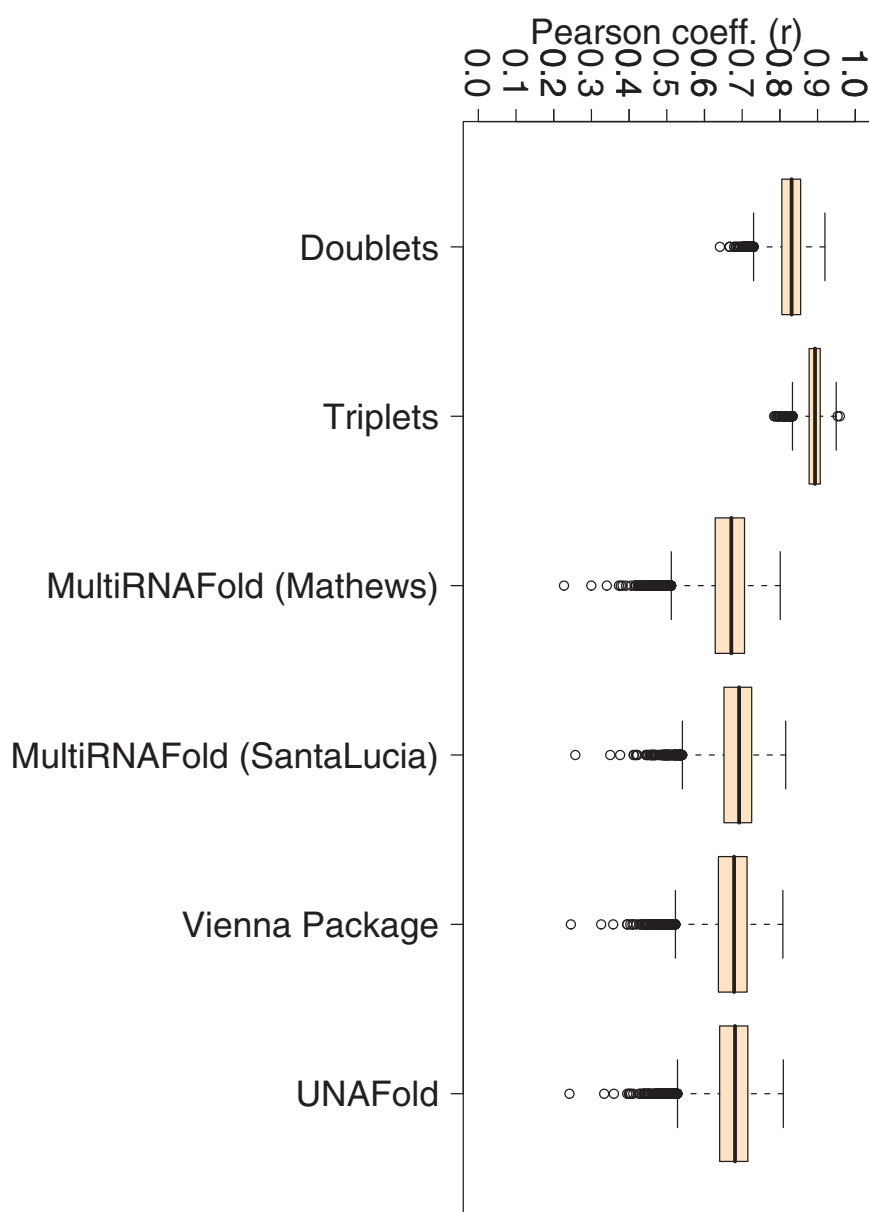 Pearson coeff. (r)
0.0 0.1 0.2 0.3 0.4 0.5 0.6 0.7 0.8 0.9 1.0
Doublets
Triplets
MultiRNAFold (Mathews)
MultiRNAFold (SantaLucia)
Vienna Package
UNAFold